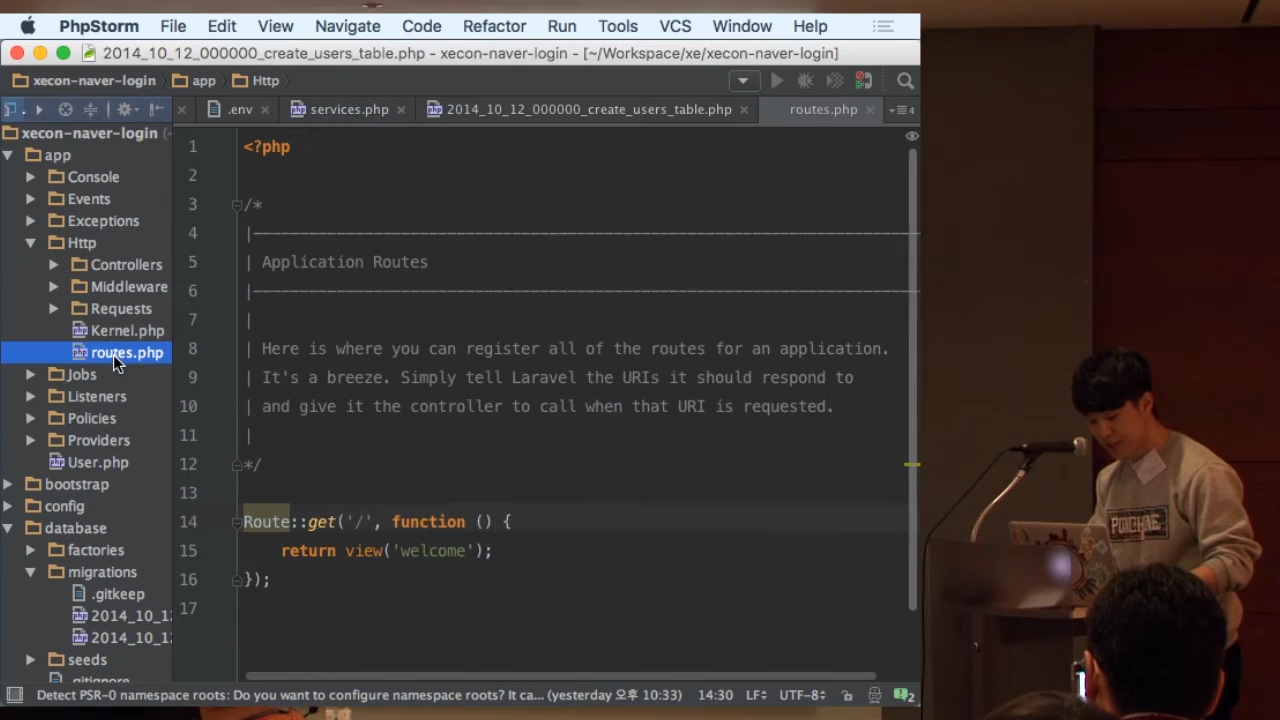 PhpStorm File Edit View Navigate Code Refactor Run Tools VCS Window Help
2014_10_12_000000_create_users_table.php - xecon-naver-login - [~/Workspace/xe/xecon-naver-login]
xecon-naver-login app Http
.env services.php 2014_10_12_000000_create_users_table.php routes.php 4
xecon-naver-login
app
Console
Events
Exceptions
Http
Controllers
Middleware
Requests
Kernel.php
routes.php
Jobs
Listeners
Policies
Providers
User.php
bootstrap
config
database
factories
migrations
.gitkeep
2014_10_1
2014_10_1
seeds
.gitignore
1 <?php
2
3 /*
4 |--------------------------------------------------------------------------
5 | Application Routes
6 |--------------------------------------------------------------------------
7 |
8 | Here is where you can register all of the routes for an application.
9 | It's a breeze. Simply tell Laravel the URIs it should respond to
10 | and give it the controller to call when that URI is requested.
11 |
12 */
13
14 Route::get('/', function () {
15 return view('welcome');
16 });
17
Detect PSR-0 namespace roots: Do you want to configure namespace roots? It ca... (yesterday 오후 10:33) 14:30 LF UTF-8 2
PUNCHLINE